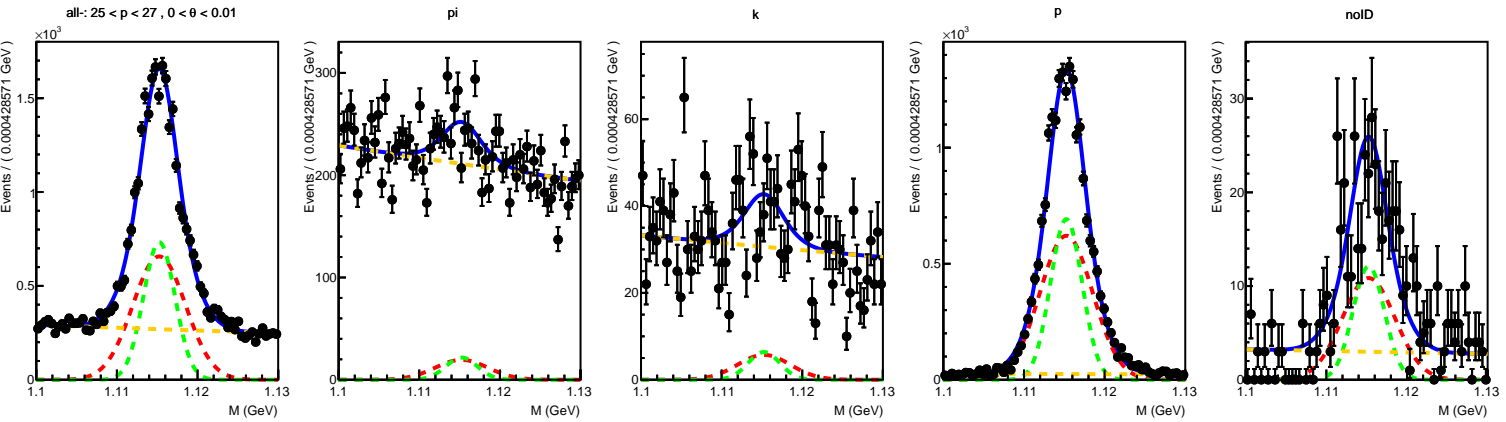 all-: 25 < p < 27 , 0 < θ < 0.01
×10³
Events / ( 0.000428571 GeV )
1.5
1
0.5
0
1.1
1.11
1.12
1.13
M (GeV)
pi
Events / ( 0.000428571 GeV )
300
200
100
0
1.1
1.11
1.12
1.13
M (GeV)
k
Events / ( 0.000428571 GeV )
60
40
20
0
1.1
1.11
1.12
1.13
M (GeV)
p
×10³
Events / ( 0.000428571 GeV )
1
0.5
0
1.1
1.11
1.12
1.13
M (GeV)
noID
Events / ( 0.000428571 GeV )
30
20
10
0
1.1
1.11
1.12
1.13
M (GeV)